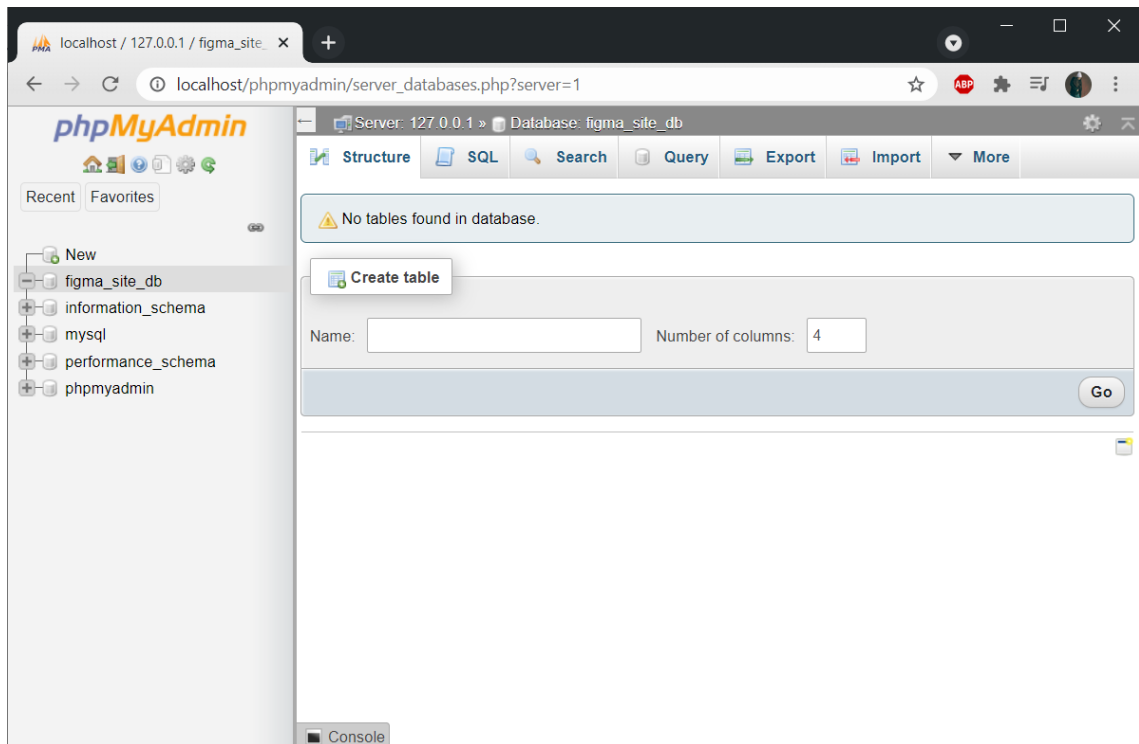 PMA localhost / 127.0.0.1 / figma_site_
localhost/phpmyadmin/server_databases.php?server=1
ABP
phpMyAdmin
Recent Favorites
New
figma_site_db
information_schema
mysql
performance_schema
phpmyadmin
Server: 127.0.0.1 » Database: figma_site_db
Structure SQL Search Query Export Import More
No tables found in database.
Create table
Name: Number of columns: 4
Go
Console